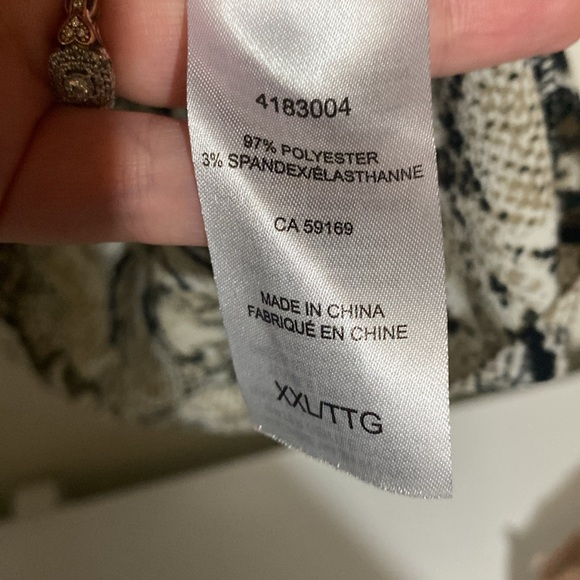 4183004
97% POLYESTER
3% SPANDEX/ÉLASTHANNE
CA 59169
MADE IN CHINA
FABRIQUÉ EN CHINE
XXL/TTG